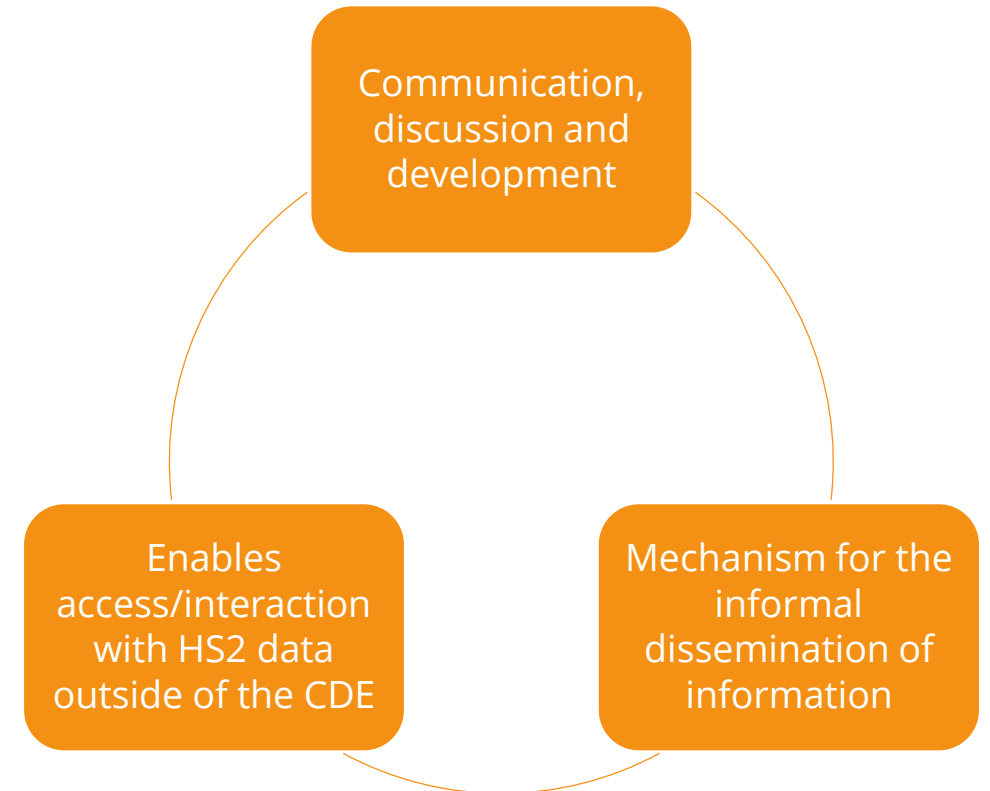 Communication,
discussion and
development
Enables
access/interaction
with HS2 data
outside of the CDE
Mechanism for the
informal
dissemination of
information